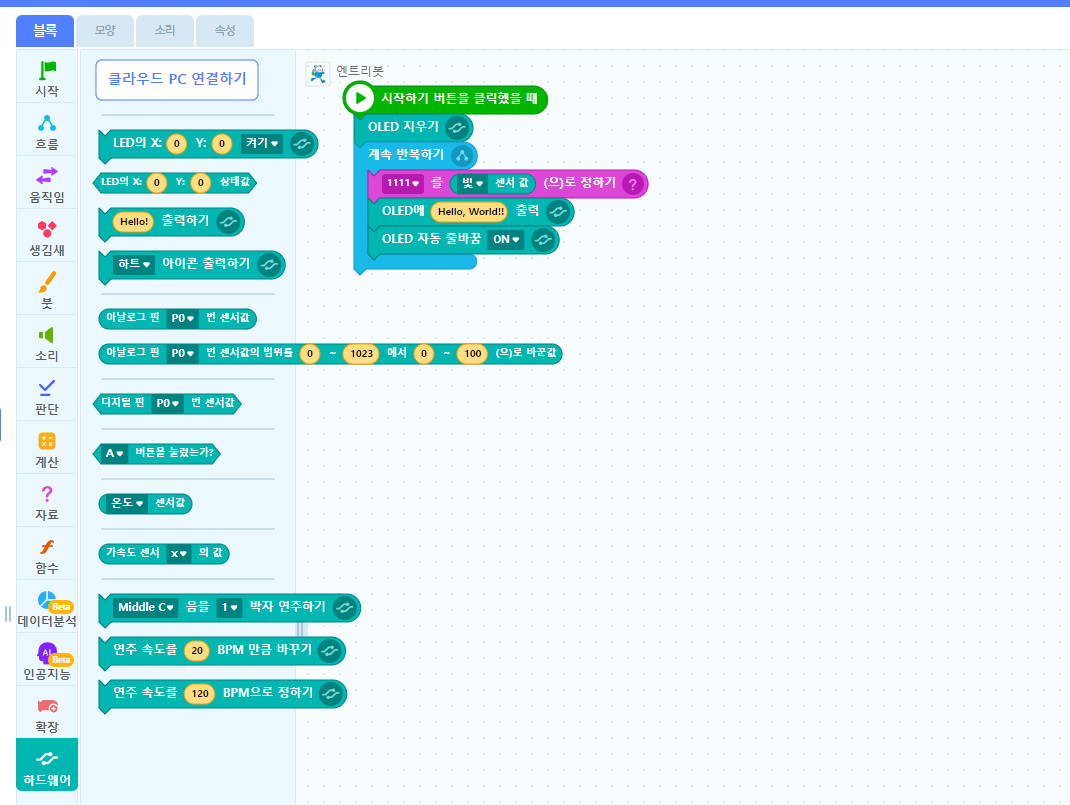 블록 모양 소리 속성
시작
흐름
움직임
생김새
붓
소리
판단
계산
자료
함수
Beta
데이터분석
AI
Beta
인공지능
확장
하드웨어
클라우드 PC 연결하기
LED의 X: 0 Y: 0 켜기
LED의 X: 0 Y: 0 상태값
Hello! 출력하기
하트 아이콘 출력하기
아날로그 핀 P0 번 센서값
아날로그 핀 P0 번 센서값의 범위를 0 ~ 1023 에서 0 ~ 100 (으)로 바꾼값
디지털 핀 P0 번 센서값
A 버튼을 눌렀는가?
온도 센서값
가속도 센서 x 의 값
Middle C 음을 1 박자 연주하기
연주 속도를 20 BPM 만큼 바꾸기
연주 속도를 120 BPM으로 정하기
엔트리봇
시작하기 버튼을 클릭했을 때
OLED 지우기
계속 반복하기
1111 를 빛 센서 값 (으)로 정하기 ?
OLED에 Hello, World!! 출력
OLED 자동 줄바꿈 ON